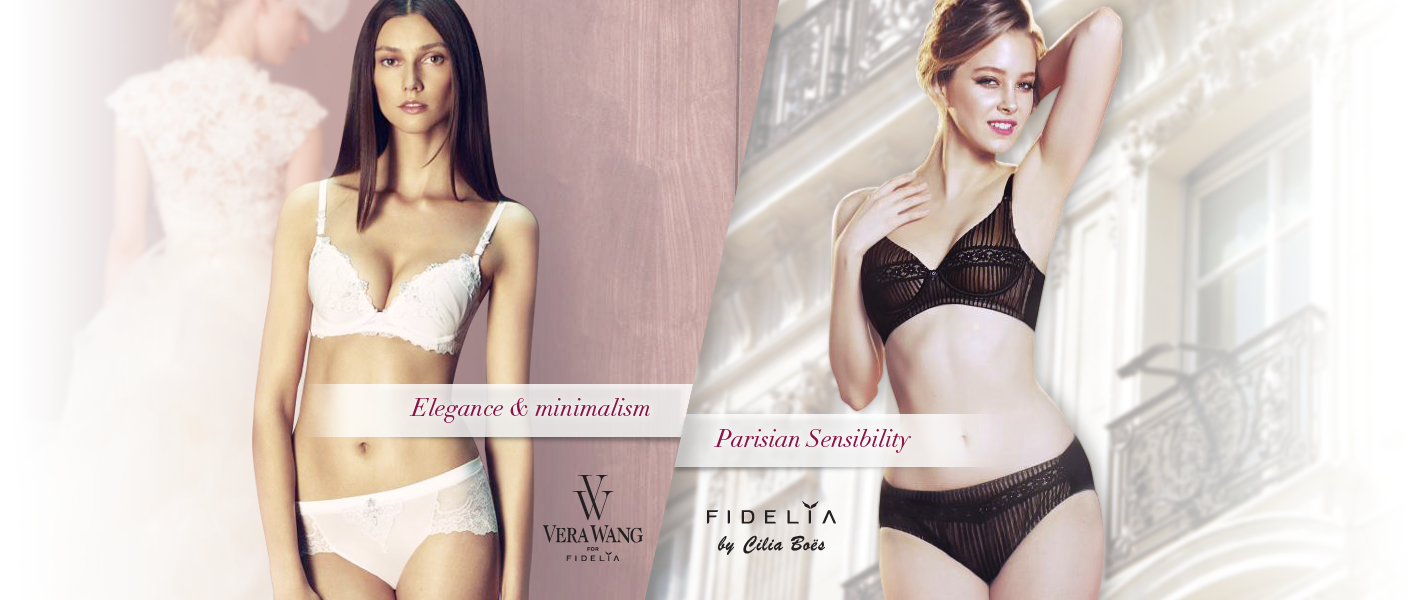 Elegance & minimalism
VERA WANG
FOR
FIDELIA
Parisian Sensibility
FIDELIA
by Cilia Boës